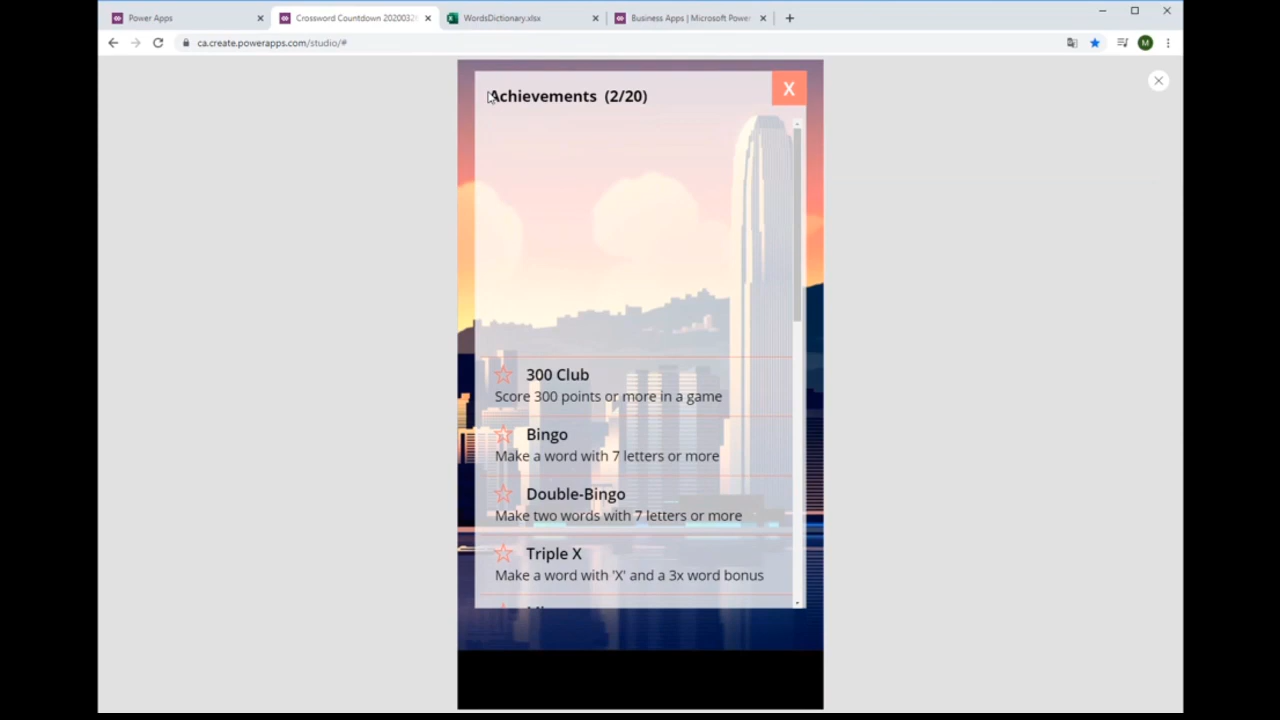 Power Apps
Crossword Countdown
WordsDictionary.xlsx
Business Apps | Microsoft Power
ca.create.powerapps.com/studio/#
M
Achievements (2/20)
X
300 Club
Score 300 points or more in a game
Bingo
Make a word with 7 letters or more
Double-Bingo
Make two words with 7 letters or more
Triple X
Make a word with 'X' and a 3x word bonus